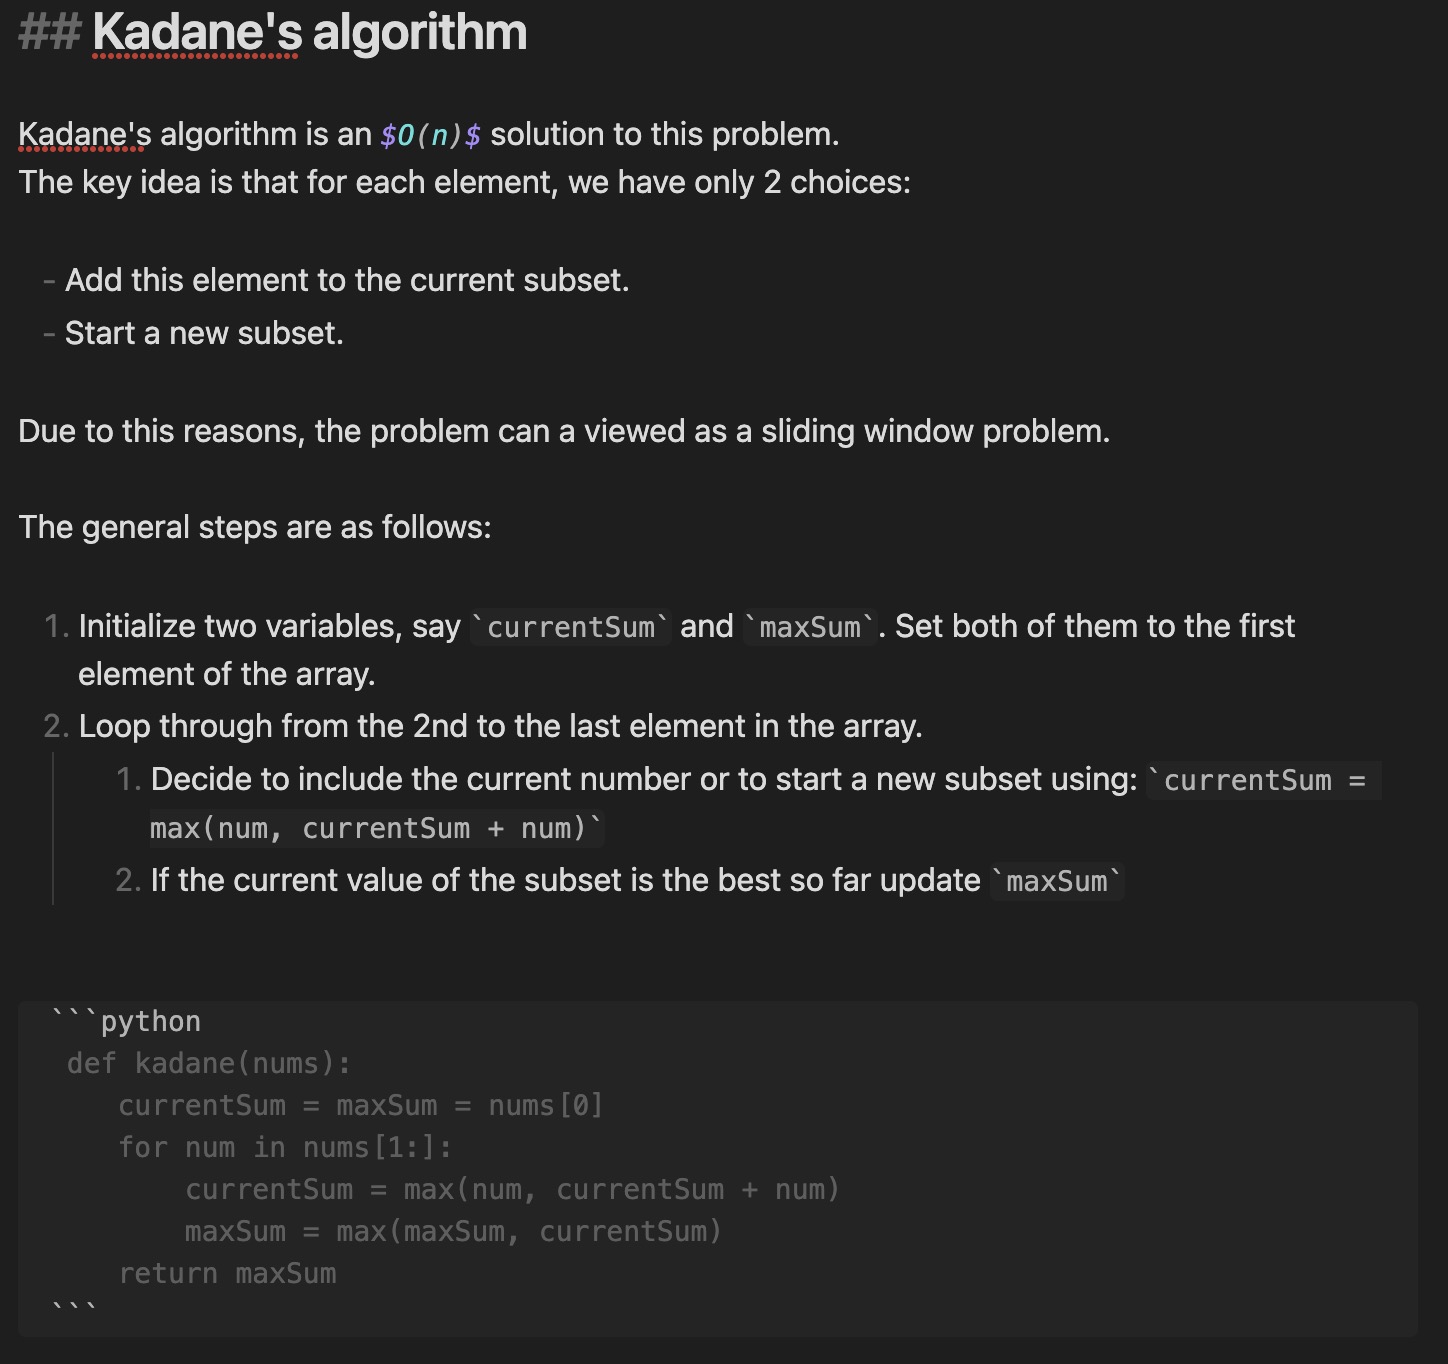 ## Kadane's algorithm
Kadane's algorithm is an $O(n)$ solution to this problem.
The key idea is that for each element, we have only 2 choices:
- Add this element to the current subset.
- Start a new subset.
Due to this reasons, the problem can a viewed as a sliding window problem.
The general steps are as follows:
1. Initialize two variables, say `currentSum` and `maxSum`. Set both of them to the first
element of the array.
2. Loop through from the 2nd to the last element in the array.
1. Decide to include the current number or to start a new subset using: `currentSum =
max(num, currentSum + num)`
2. If the current value of the subset is the best so far update `maxSum`
```python
def kadane(nums):
currentSum = maxSum = nums[0]
for num in nums[1:]:
currentSum = max(num, currentSum + num)
maxSum = max(maxSum, currentSum)
return maxSum
```